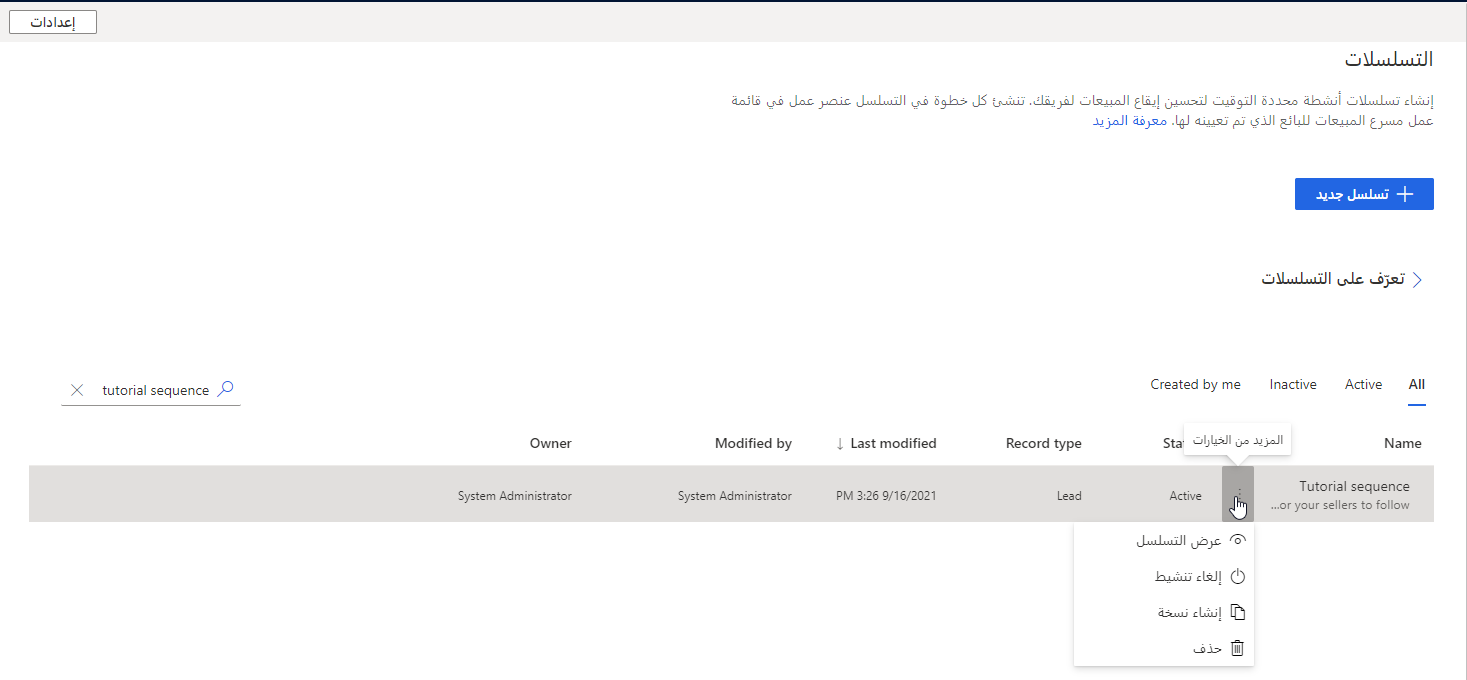 إعدادات
التسلسلات
إنشاء تسلسلات أنشطة محددة التوقيت لتحسين إيقاع المبيعات لفريقك. تنشئ كل خطوة في التسلسل عنصر عمل في قائمة
عمل مسرع المبيعات للبائع الذي تم تعيينه لها. معرفة المزيد
تسلسل جديد
تعرّف على التسلسلات
All Active Inactive Created by me
tutorial sequence
المزيد من الخيارات
Name Sta Record type Last modified ↓ Modified by Owner
Tutorial sequence
...or your sellers to follow
Active Lead 9/16/2021 3:26 PM System Administrator System Administrator
عرض التسلسل
إلغاء تنشيط
إنشاء نسخة
حذف